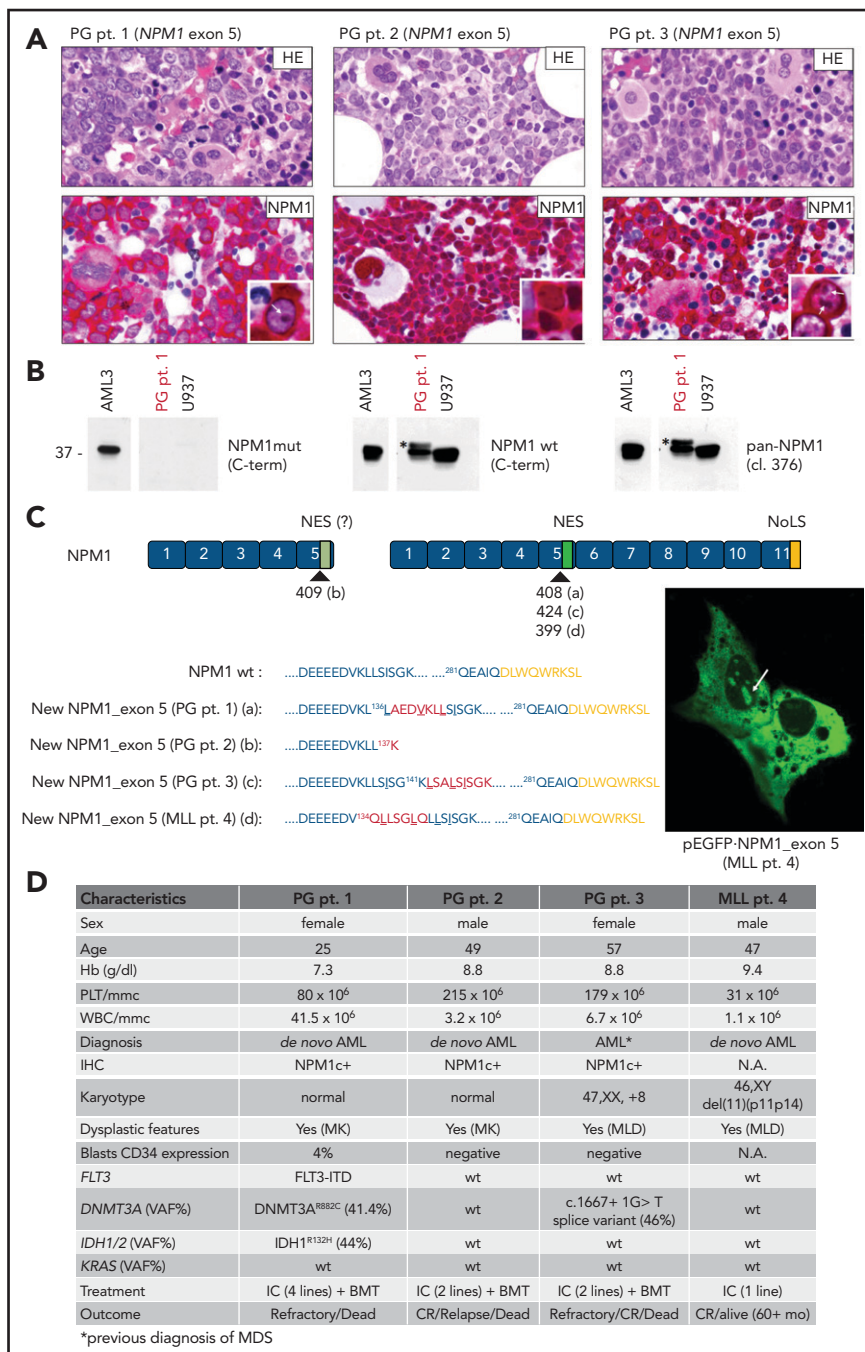 A
PG pt. 1 (NPM1 exon 5)
PG pt. 2 (NPM1 exon 5)
PG pt. 3 (NPM1 exon 5)
HE
HE
HE
NPM1
NPM1
NPM1
B
AML3
PG pt. 1
U937
AML3
PG pt. 1
U937
AML3
PG pt. 1
U937
37 -
NPM1mut
(C-term)
*
NPM1 wt
(C-term)
*
pan-NPM1
(cl. 376)
C
NES (?)
NES
NoLS
NPM1
1 2 3 4 5
1 2 3 4 5 6 7 8 9 10 11
409 (b)
408 (a)
424 (c)
399 (d)
NPM1 wt : ....DEEEEDVKLLSISGK.... ....²⁸¹QEAIQDLWQWRKSL
New NPM1_exon 5 (PG pt. 1) (a): ....DEEEEDVKL¹³⁶LAEDVKLLSISGK.... ....²⁸¹QEAIQDLWQWRKSL
New NPM1_exon 5 (PG pt. 2) (b): ....DEEEEDVKLL¹³⁷K
New NPM1_exon 5 (PG pt. 3) (c): ....DEEEEDVKLLSISG¹⁴¹KLSALSISGK.... ....²⁸¹QEAIQDLWQWRKSL
New NPM1_exon 5 (MLL pt. 4) (d): ....DEEEEDV¹³⁴QLLSGLQLLSISGK.... ....²⁸¹QEAIQDLWQWRKSL
pEGFP·NPM1_exon 5
(MLL pt. 4)
D
Characteristics PG pt. 1 PG pt. 2 PG pt. 3 MLL pt. 4
Sex female male female male
Age 25 49 57 47
Hb (g/dl) 7.3 8.8 8.8 9.4
PLT/mmc 80 x 10⁶ 215 x 10⁶ 179 x 10⁶ 31 x 10⁶
WBC/mmc 41.5 x 10⁶ 3.2 x 10⁶ 6.7 x 10⁶ 1.1 x 10⁶
Diagnosis de novo AML de novo AML AML* de novo AML
IHC NPM1c+ NPM1c+ NPM1c+ N.A.
Karyotype normal normal 47,XX, +8 46,XY
del(11)(p11p14)
Dysplastic features Yes (MK) Yes (MK) Yes (MLD) Yes (MLD)
Blasts CD34 expression 4% negative negative N.A.
FLT3 FLT3-ITD wt wt wt
DNMT3A (VAF%) DNMT3A^R882C (41.4%) wt c.1667+ 1G> T
splice variant (46%) wt
IDH1/2 (VAF%) IDH1^R132H (44%) wt wt wt
KRAS (VAF%) wt wt wt wt
Treatment IC (4 lines) + BMT IC (2 lines) + BMT IC (2 lines) + BMT IC (1 line)
Outcome Refractory/Dead CR/Relapse/Dead Refractory/CR/Dead CR/alive (60+ mo)
*previous diagnosis of MDS